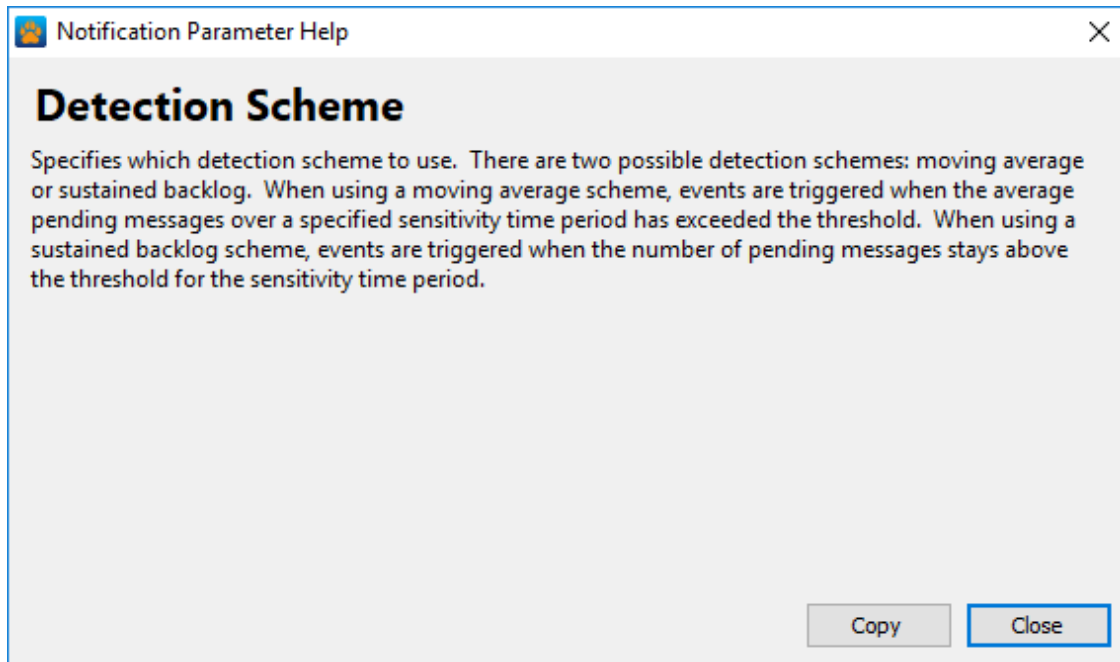 Notification Parameter Help
Detection Scheme
Specifies which detection scheme to use.  There are two possible detection schemes: moving average
or sustained backlog.  When using a moving average scheme, events are triggered when the average
pending messages over a specified sensitivity time period has exceeded the threshold.  When using a
sustained backlog scheme, events are triggered when the number of pending messages stays above
the threshold for the sensitivity time period.
Copy
Close